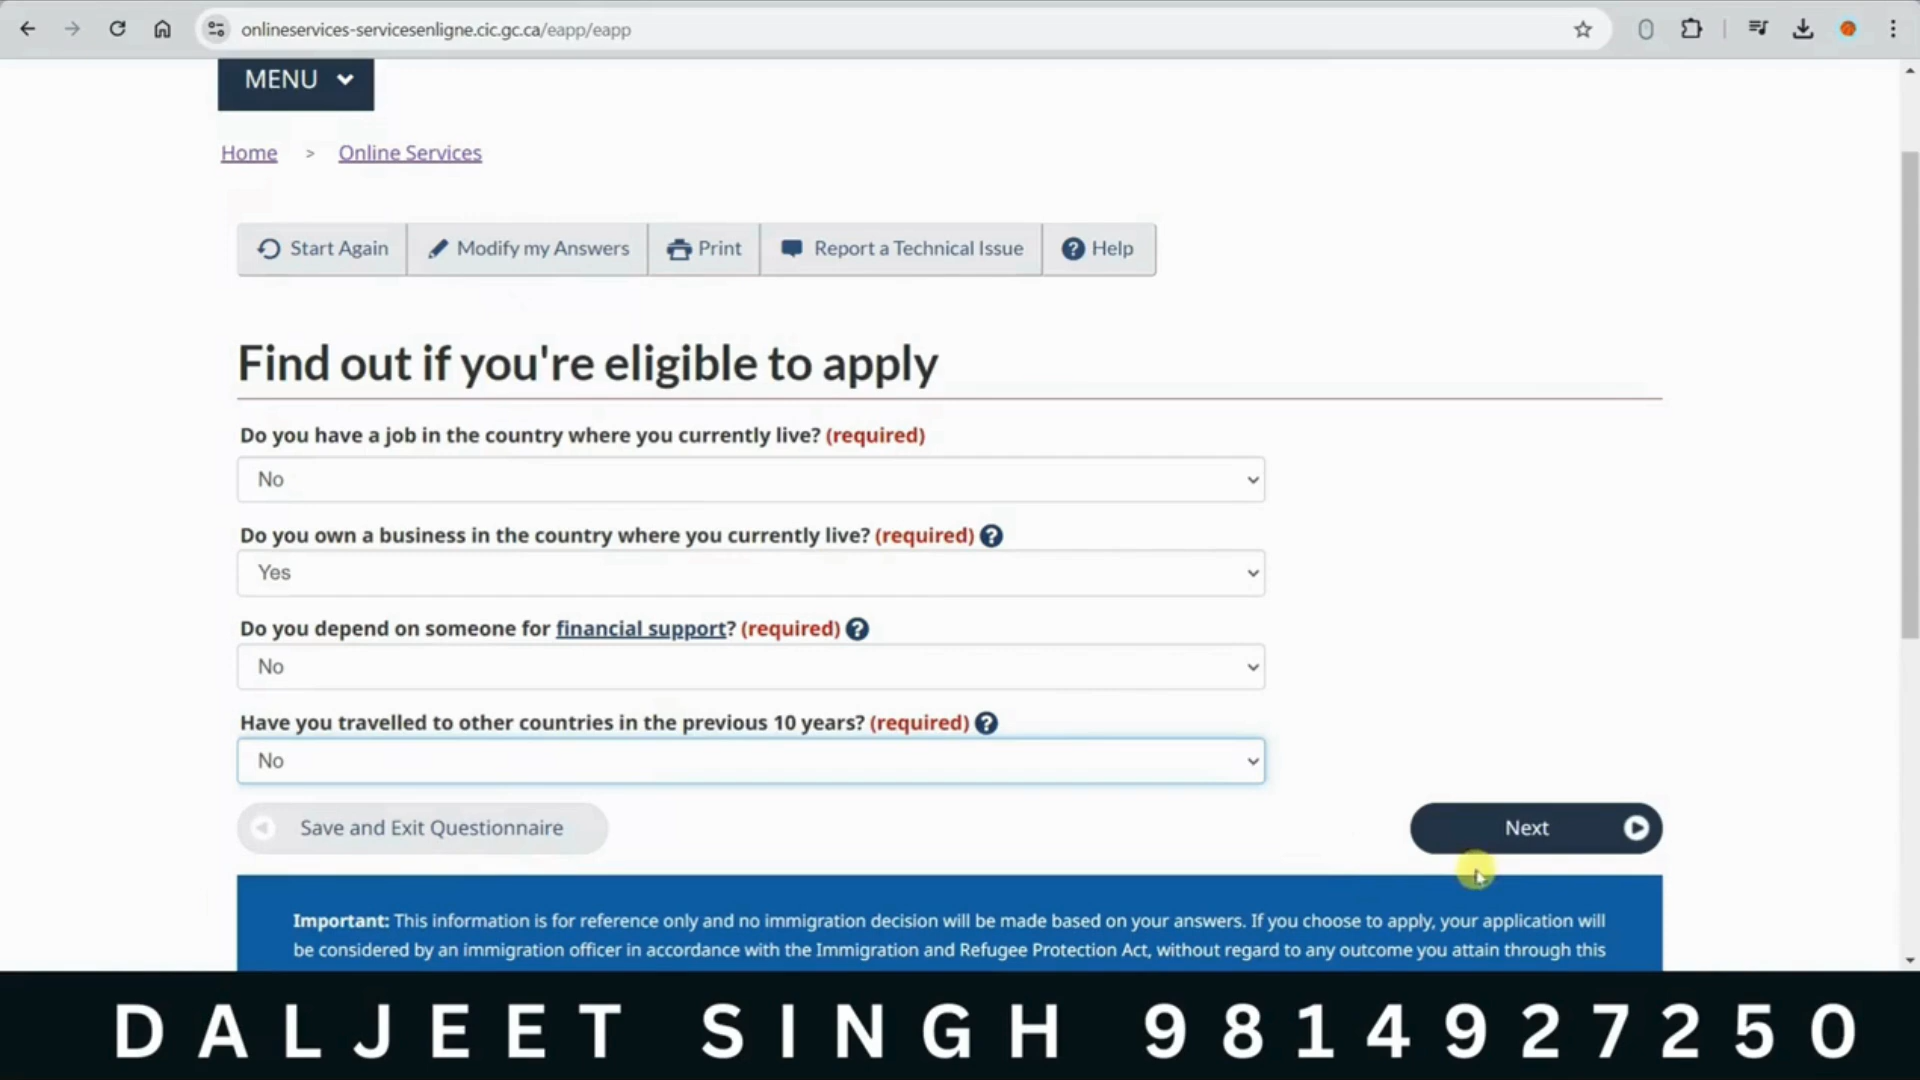 onlineservices-servicesenligne.cic.gc.ca/eapp/eapp
MENU
Home > Online Services
Start Again Modify my Answers Print Report a Technical Issue Help
Find out if you're eligible to apply
Do you have a job in the country where you currently live? (required)
No
Do you own a business in the country where you currently live? (required)
Yes
Do you depend on someone for financial support? (required)
No
Have you travelled to other countries in the previous 10 years? (required)
No
Save and Exit Questionnaire Next
Important: This information is for reference only and no immigration decision will be made based on your answers. If you choose to apply, your application will
be considered by an immigration officer in accordance with the Immigration and Refugee Protection Act, without regard to any outcome you attain through this
DALJEET SINGH 9814927250